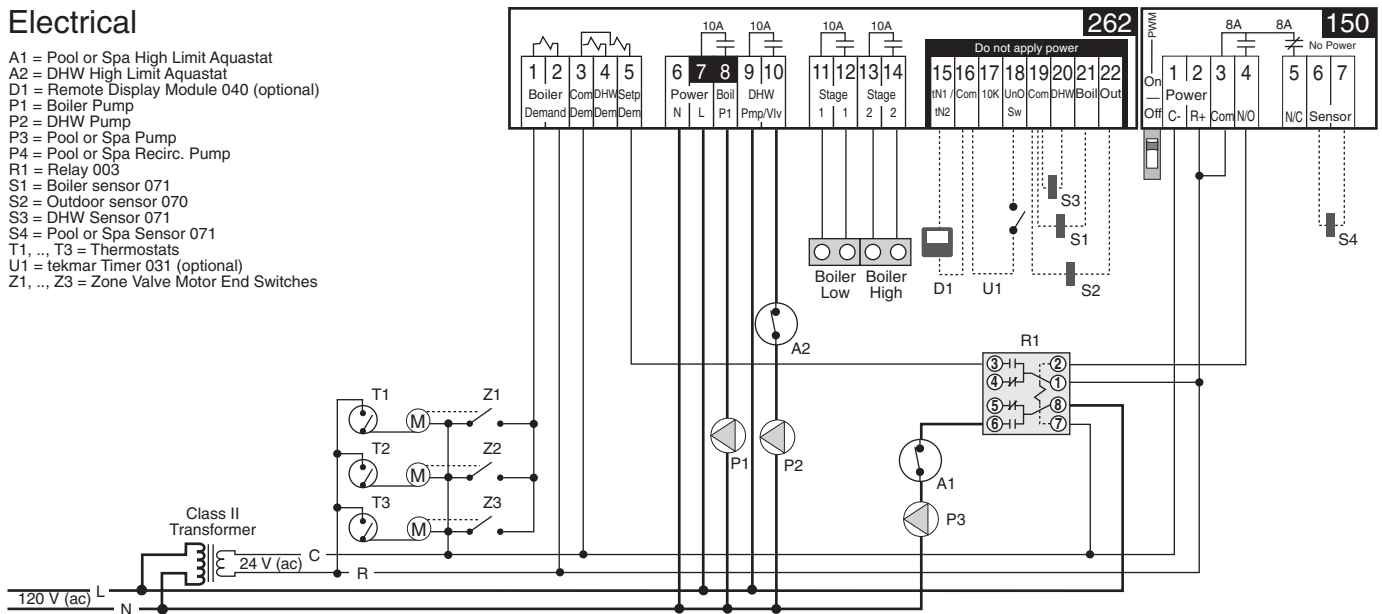 Electrical
A1 = Pool or Spa High Limit Aquastat
A2 = DHW High Limit Aquastat
D1 = Remote Display Module 040 (optional)
P1 = Boiler Pump
P2 = DHW Pump
P3 = Pool or Spa Pump
P4 = Pool or Spa Recirc. Pump
R1 = Relay 003
S1 = Boiler sensor 071
S2 = Outdoor sensor 070
S3 = DHW Sensor 071
S4 = Pool or Spa Sensor 071
T1, .., T3 = Thermostats
U1 = tekmar Timer 031 (optional)
Z1, .., Z3 = Zone Valve Motor End Switches
262
10A 10A 10A 10A
Do not apply power
1 2 3 4 5 6 7 8 9 10 11 12 13 14 15 16 17 18 19 20 21 22
Boiler Com DHW Setp Power Boil DHW Stage Stage tN1 / Com 10K UnO Com DHW Boil Out
Demand Dem Dem Dem N L P1 Pmp/Vlv 1 1 2 2 tN2 Sw
150
PWM
8A 8A
No Power
On
Off
1 2 3 4 5 6 7
Power
C- R+ Com N/O N/C Sensor
S3
S1
S2
S4
Boiler Low
Boiler High
D1
U1
A2
R1
3 2
4 1
5 8
6 7
T1 Z1
M
T2 Z2
M
T3 Z3
M
P1
P2
A1
P3
Class II
Transformer
24 V (ac)
C
R
120 V (ac)
L
N